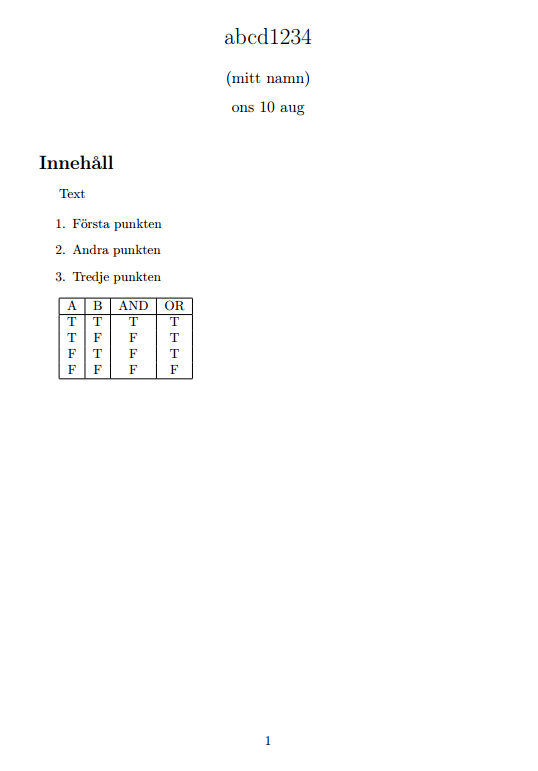 abcd1234
(mitt namn)
ons 10 aug
Innehåll
Text
1. Första punkten
2. Andra punkten
3. Tredje punkten
A B AND OR
T T T T
T F F T
F T F T
F F F F
1